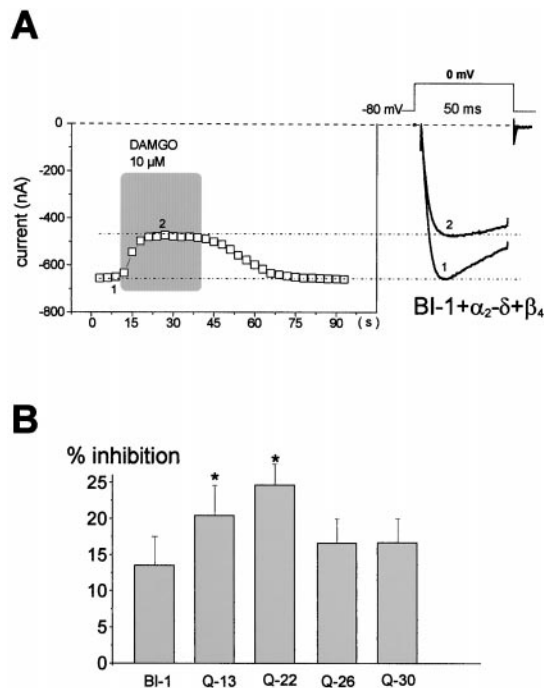 A
0 mV
-80 mV
50 ms
0
-200
-400
-600
-800
current (nA)
DAMGO
10 µM
2
1
2
1
0
15
30
45
60
75
90
(s)
BI-1+α2-δ+β4
B
% inhibition
25
20
15
10
5
0
*
*
BI-1
Q-13
Q-22
Q-26
Q-30